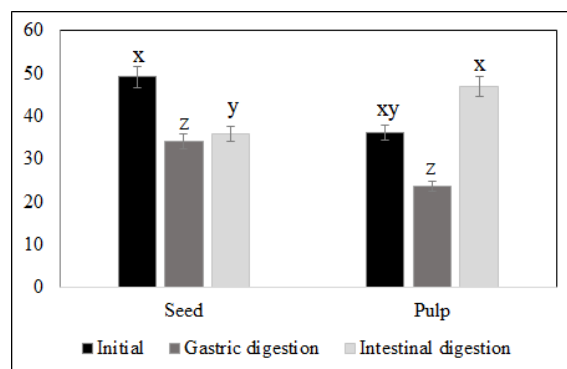 60
50
40
30
20
10
0
x
z
y
xy
z
x
Seed Pulp
Initial Gastric digestion Intestinal digestion